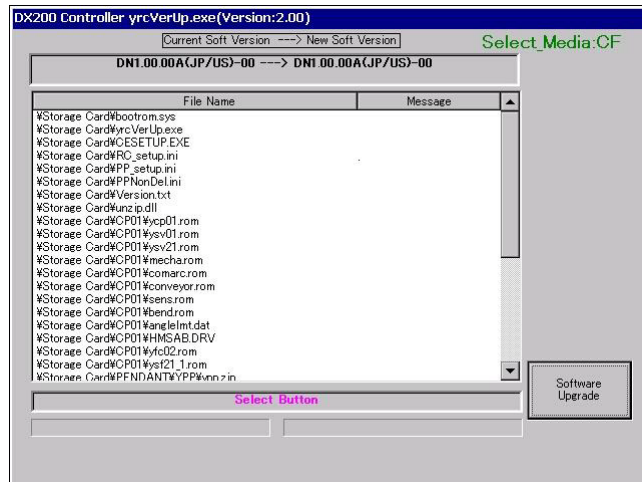 DX200 Controller yrcVerUp.exe(Version:2.00)
Current Soft Version ---> New Soft Version
Select_Media:CF
DN1.00.00A(JP/US)-00 ---> DN1.00.00A(JP/US)-00
File Name Message
¥Storage Card¥bootrom.sys
¥Storage Card¥yrcVerUp.exe
¥Storage Card¥CESETUP.EXE
¥Storage Card¥RC_setup.ini
¥Storage Card¥PP_setup.ini
¥Storage Card¥PPNonDel.ini
¥Storage Card¥Version.txt
¥Storage Card¥unzip.dll
¥Storage Card¥CP01¥ycp01.rom
¥Storage Card¥CP01¥ysv01.rom
¥Storage Card¥CP01¥ysv21.rom
¥Storage Card¥CP01¥mecha.rom
¥Storage Card¥CP01¥comarc.rom
¥Storage Card¥CP01¥conveyor.rom
¥Storage Card¥CP01¥sens.rom
¥Storage Card¥CP01¥bend.rom
¥Storage Card¥CP01¥anglelmt.dat
¥Storage Card¥CP01¥HMSAB.DRV
¥Storage Card¥CP01¥yfc02.rom
¥Storage Card¥CP01¥ysf21_1.rom
¥Storage Card¥PENDANT¥YPP¥ypp.zip
Select Button
Software
Upgrade